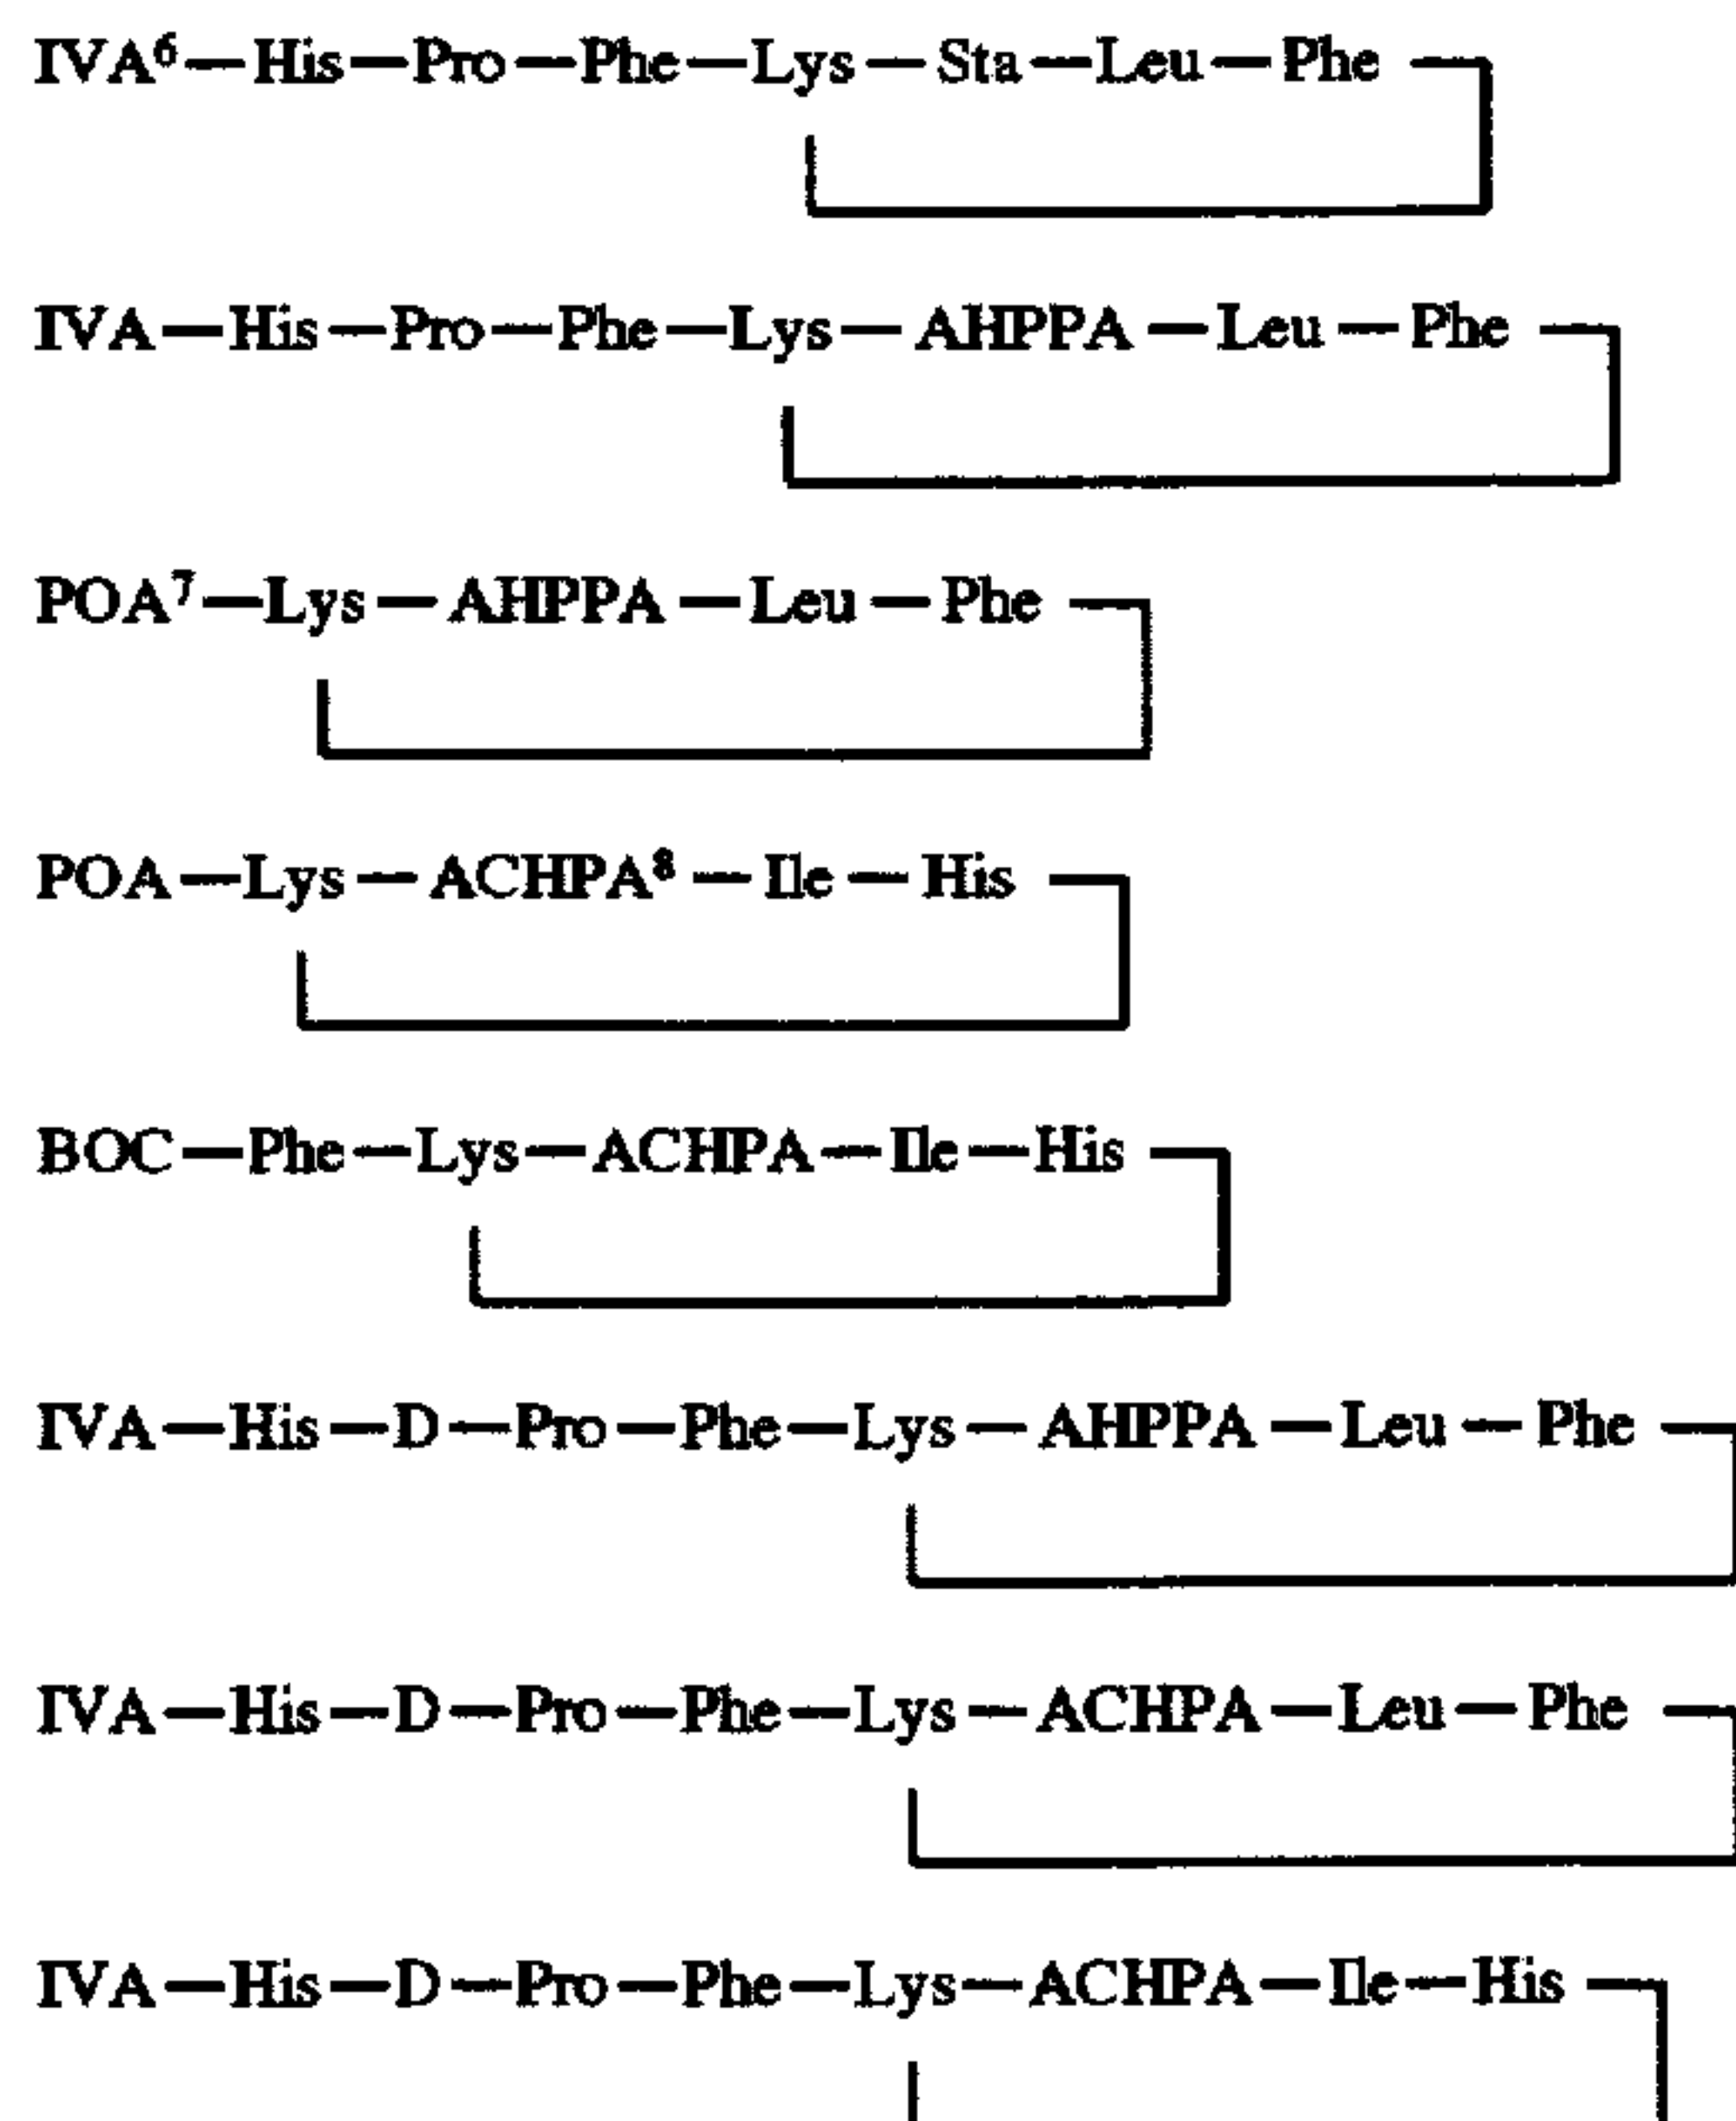 IVA⁶—His—Pro—Phe—Lys—Sta—Leu—Phe
IVA—His—Pro—Phe—Lys—AHPPA—Leu—Phe
POA⁷—Lys—AHPPA—Leu—Phe
POA—Lys—ACHPA⁸—Ile—His
BOC—Phe—Lys—ACHPA—Ile—His
IVA—His—D—Pro—Phe—Lys—AHPPA—Leu—Phe
IVA—His—D—Pro—Phe—Lys—ACHPA—Leu—Phe
IVA—His—D—Pro—Phe—Lys—ACHPA—Ile—His